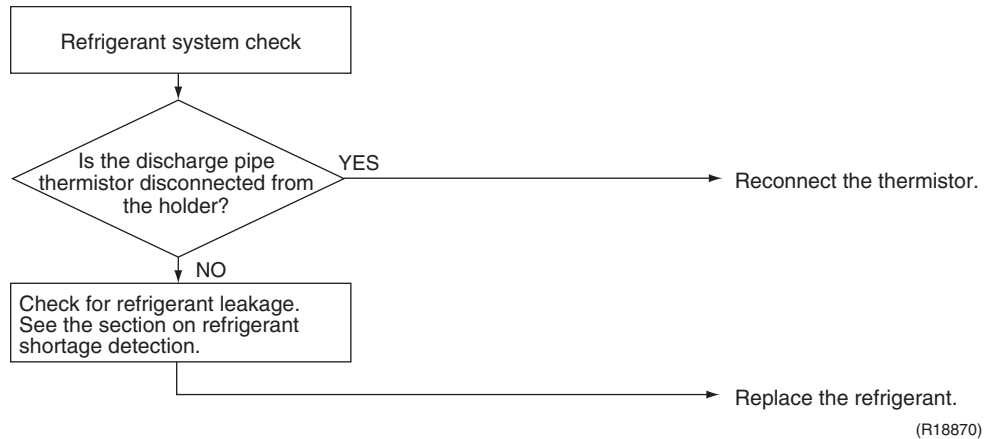 Refrigerant system check
Is the discharge pipe
thermistor disconnected from
the holder?
YES
Reconnect the thermistor.
NO
Check for refrigerant leakage.
See the section on refrigerant
shortage detection.
Replace the refrigerant.
(R18870)